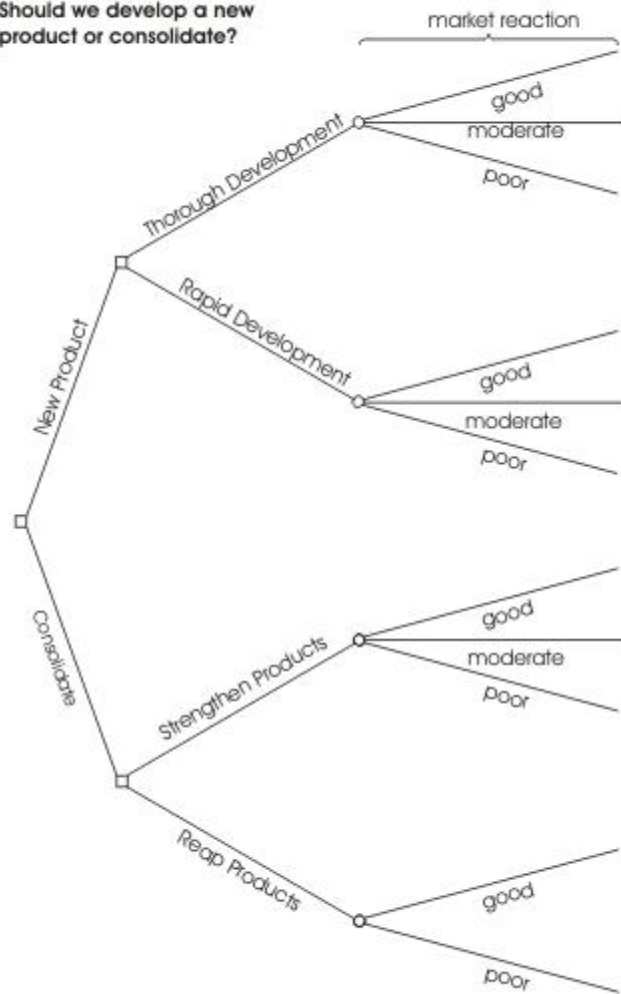 Should we develop a new
product or consolidate?
market reaction
good
moderate
poor
Thorough Development
Rapid Development
good
moderate
poor
New Product
Consolidate
good
moderate
poor
Strengthen Products
Reap Products
good
poor